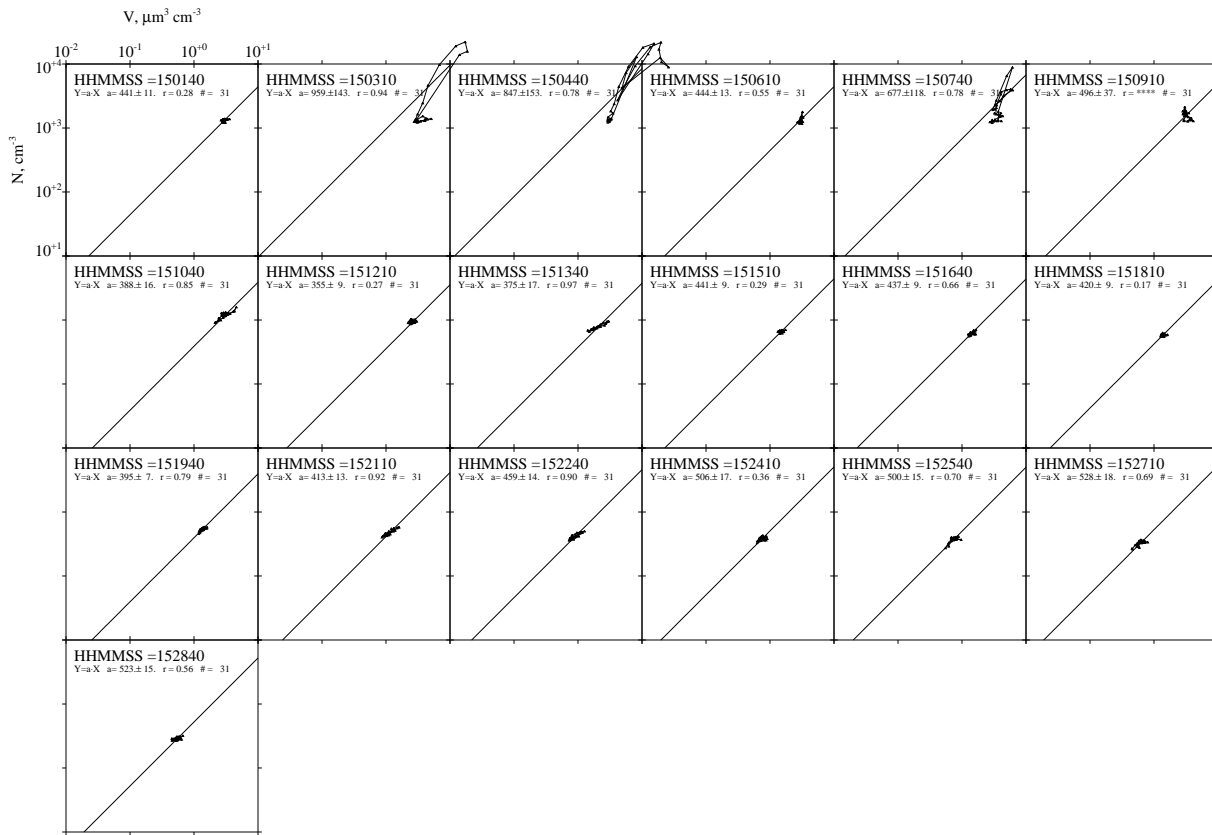 V, μm³ cm⁻³
10⁻² 10⁻¹ 10⁺⁰ 10⁺¹
N, cm⁻³
10⁺⁴
10⁺³
10⁺²
10⁺¹
HHMMSS =150140
Y=a·X a= 441.± 11. r = 0.28 # = 31
HHMMSS =150310
Y=a·X a= 959±143. r = 0.94 # = 31
HHMMSS =150440
Y=a·X a= 847.±153. r = 0.78 # = 31
HHMMSS =150610
Y=a·X a= 444.± 13. r = 0.55 # = 31
HHMMSS =150740
Y=a·X a= 677.±118. r = 0.78 # = 31
HHMMSS =150910
Y=a·X a= 496.± 37. r = **** # = 31
HHMMSS =151040
Y=a·X a= 388.± 16. r = 0.85 # = 31
HHMMSS =151210
Y=a·X a= 355.± 9. r = 0.27 # = 31
HHMMSS =151340
Y=a·X a= 375.± 17. r = 0.97 # = 31
HHMMSS =151510
Y=a·X a= 441.± 9. r = 0.29 # = 31
HHMMSS =151640
Y=a·X a= 437.± 9. r = 0.66 # = 31
HHMMSS =151810
Y=a·X a= 420.± 9. r = 0.17 # = 31
HHMMSS =151940
Y=a·X a= 395.± 7. r = 0.79 # = 31
HHMMSS =152110
Y=a·X a= 413.± 13. r = 0.92 # = 31
HHMMSS =152240
Y=a·X a= 459.± 14. r = 0.90 # = 31
HHMMSS =152410
Y=a·X a= 506.± 17. r = 0.36 # = 31
HHMMSS =152540
Y=a·X a= 500.± 15. r = 0.70 # = 31
HHMMSS =152710
Y=a·X a= 528.± 18. r = 0.69 # = 31
HHMMSS =152840
Y=a·X a= 523.± 15. r = 0.56 # = 31